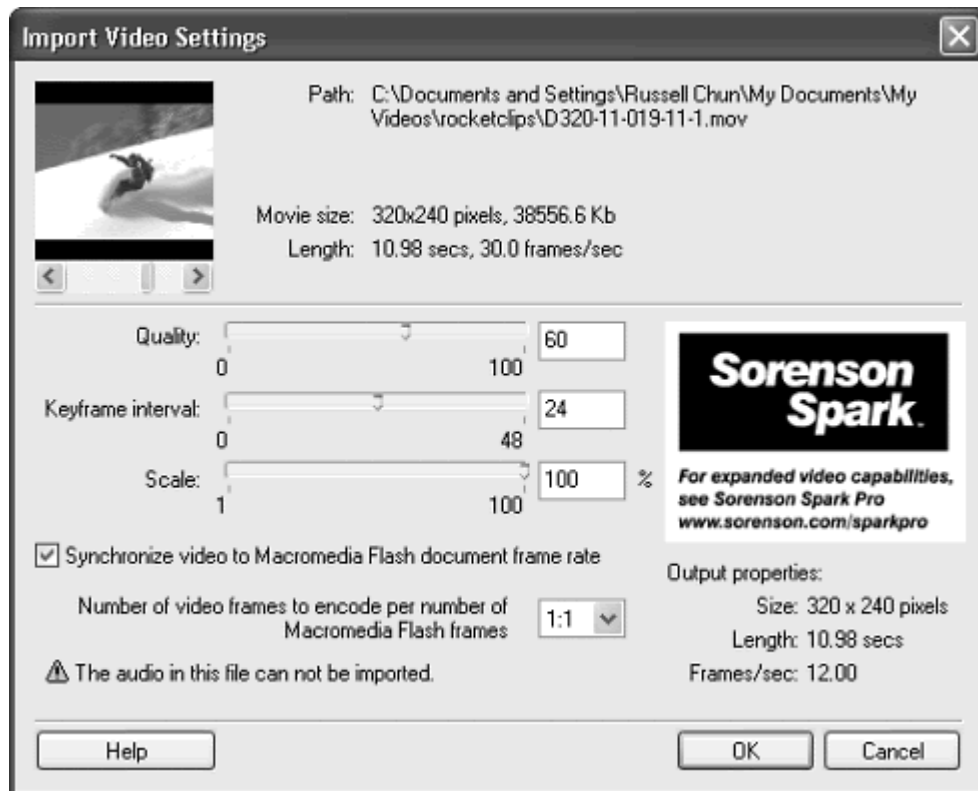 Import Video Settings
Path: C:\Documents and Settings\Russell Chun\My Documents\My
Videos\rocketclips\D320-11-019-11-1.mov
Movie size: 320x240 pixels, 38556.6 Kb
Length: 10.98 secs, 30.0 frames/sec
Quality: 60
0 100
Keyframe interval: 24
0 48
Scale: 100 %
1 100
Sorenson
Spark.
For expanded video capabilities,
see Sorenson Spark Pro
www.sorenson.com/sparkpro
Synchronize video to Macromedia Flash document frame rate
Number of video frames to encode per number of
Macromedia Flash frames
1:1
The audio in this file can not be imported.
Output properties:
Size: 320 x 240 pixels
Length: 10.98 secs
Frames/sec: 12.00
Help
OK
Cancel